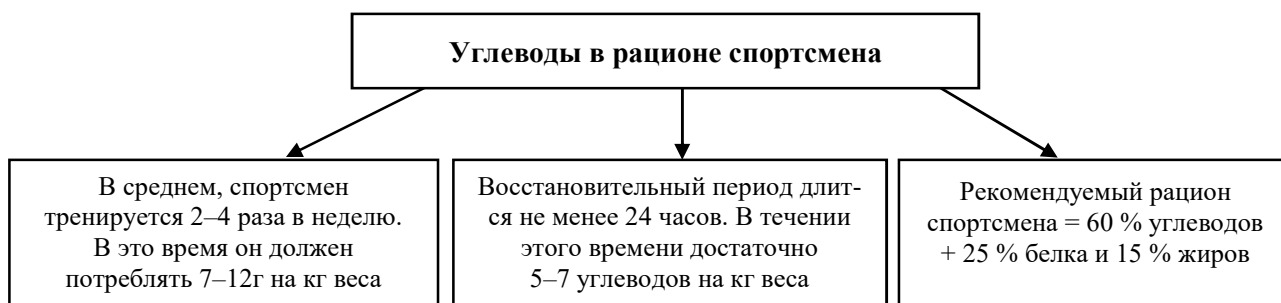 Углеводы в рационе спортсмена
В среднем, спортсмен
тренируется 2–4 раза в неделю.
В это время он должен
потреблять 7–12г на кг веса
Восстановительный период длит-
ся не менее 24 часов. В течении
этого времени достаточно
5–7 углеводов на кг веса
Рекомендуемый рацион
спортсмена = 60 % углеводов
+ 25 % белка и 15 % жиров